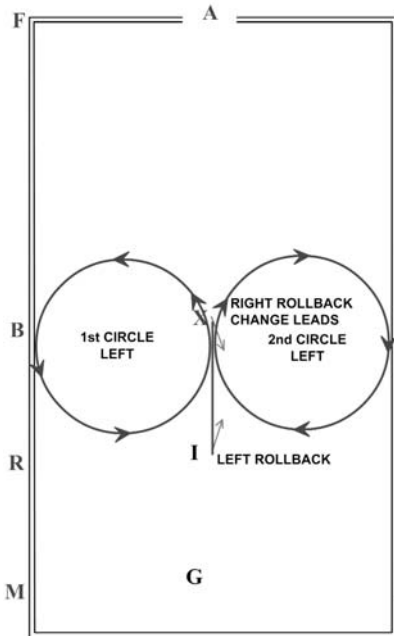 F
A
RIGHT ROLLBACK
X
CHANGE LEADS
B
1st CIRCLE
LEFT
2nd CIRCLE
LEFT
I
LEFT ROLLBACK
R
G
M